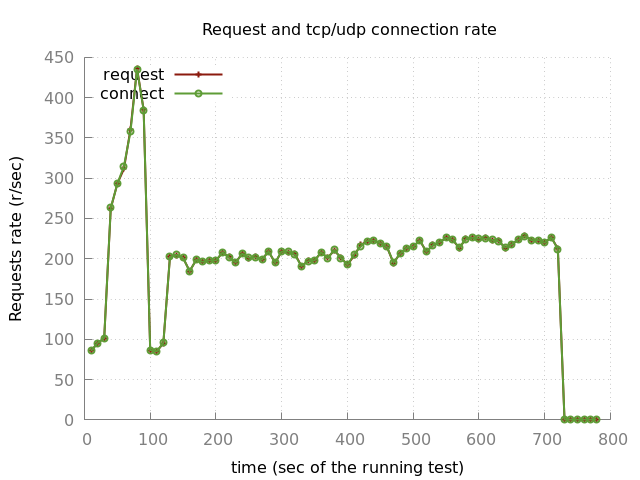 Request and tcp/udp connection rate
450
400
350
300
250
200
150
100
50
0
request
connect
Requests rate (r/sec)
0 100 200 300 400 500 600 700 800
time (sec of the running test)